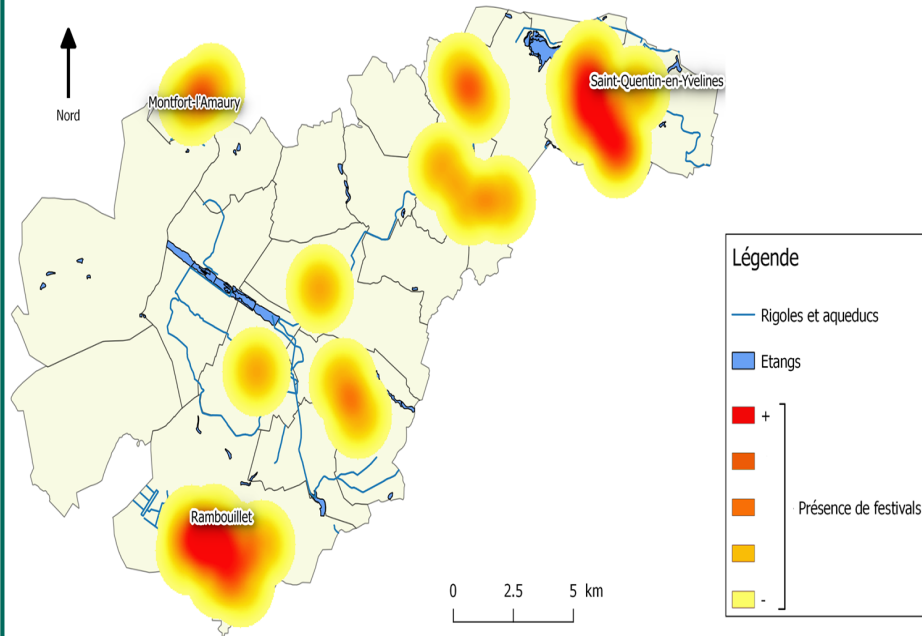 Nord
Montfort-l'Amaury
Saint-Quentin-en-Yvelines
Rambouillet
0 2.5 5 km
Légende
Rigoles et aqueducs
Etangs
+
Présence de festivals
-